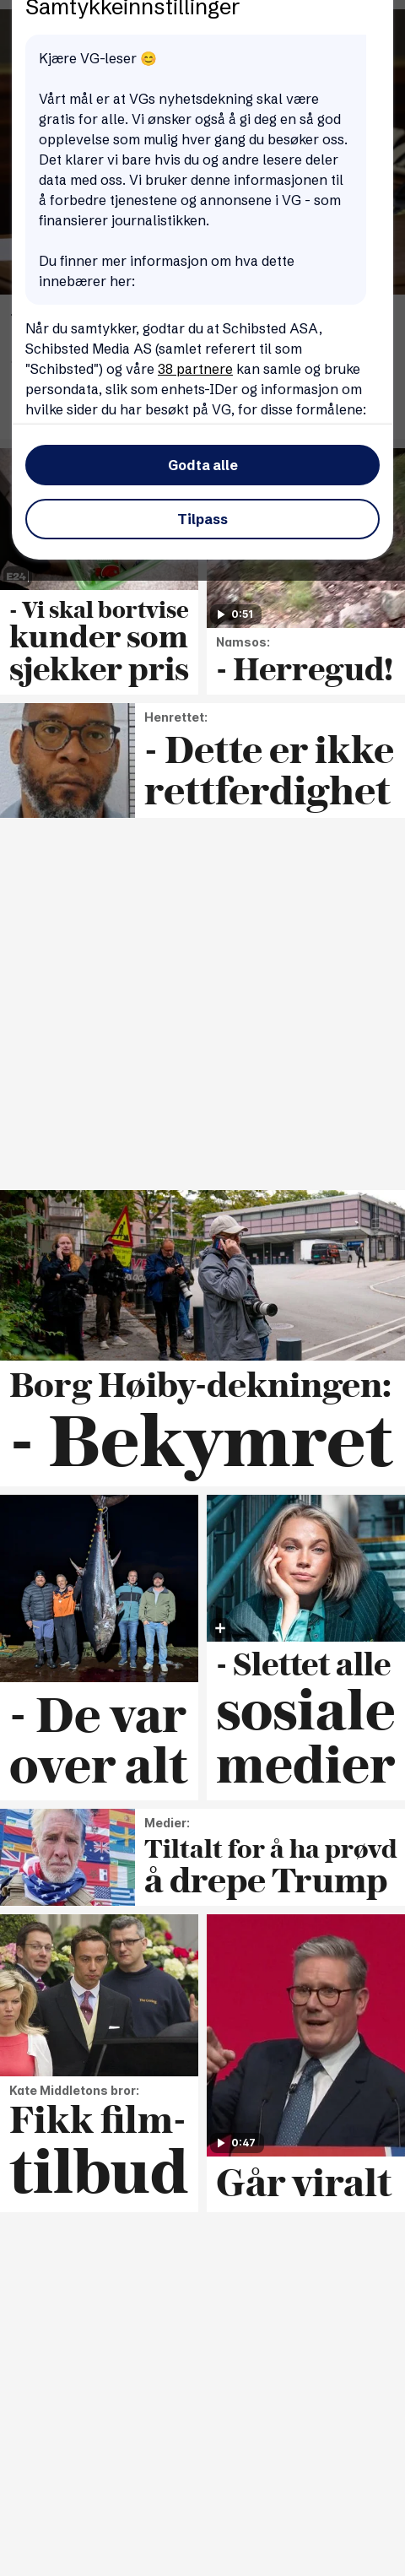 Samtykkeinnstillinger
Kjære VG-leser 😊
Vårt mål er at VGs nyhetsdekning skal være
gratis for alle. Vi ønsker også å gi deg en så god
opplevelse som mulig hver gang du besøker oss.
Det klarer vi bare hvis du og andre lesere deler
data med oss. Vi bruker denne informasjonen til
å forbedre tjenestene og annonsene i VG - som
finansierer journalistikken.
Du finner mer informasjon om hva dette
innebærer her:
Når du samtykker, godtar du at Schibsted ASA,
Schibsted Media AS (samlet referert til som
"Schibsted") og våre 38 partnere kan samle og bruke
persondata, slik som enhets-IDer og informasjon om
hvilke sider du har besøkt på VG, for disse formålene:
Godta alle
Tilpass
E24
- Vi skal bortvise
kunder som
sjekker pris
0:51
Namsos:
- Herregud!
Henrettet:
- Dette er ikke
rettferdighet
Borg Høiby-dekningen:
- Bekymret
- De var
over alt
- Slettet alle
sosiale
medier
Medier:
Tiltalt for å ha prøvd
å drepe Trump
Kate Middletons bror:
Fikk film-
tilbud
0:47
Går viralt